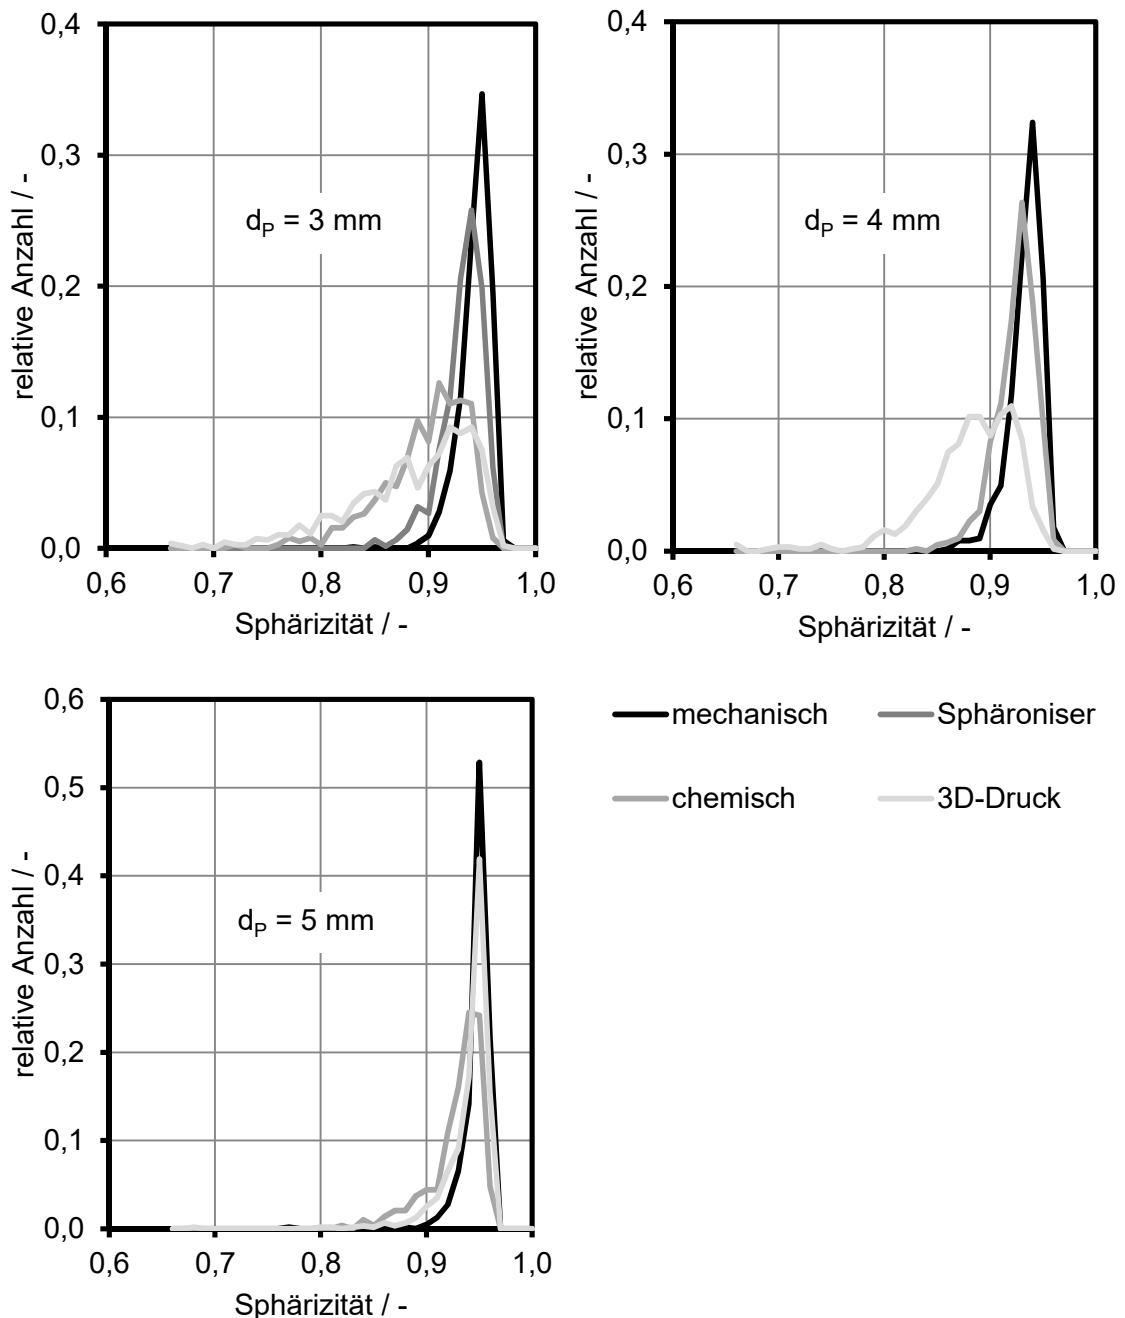 0,4
0,3
0,2
0,1
0,0
relative Anzahl / -
d_P = 3 mm
0,6 0,7 0,8 0,9 1,0
Sphärizität / -
0,4
0,3
0,2
0,1
0,0
relative Anzahl / -
d_P = 4 mm
0,6 0,7 0,8 0,9 1,0
Sphärizität / -
0,6
0,5
0,4
0,3
0,2
0,1
0,0
relative Anzahl / -
d_P = 5 mm
0,6 0,7 0,8 0,9 1,0
Sphärizität / -
mechanisch Sphäroniser
chemisch 3D-Druck